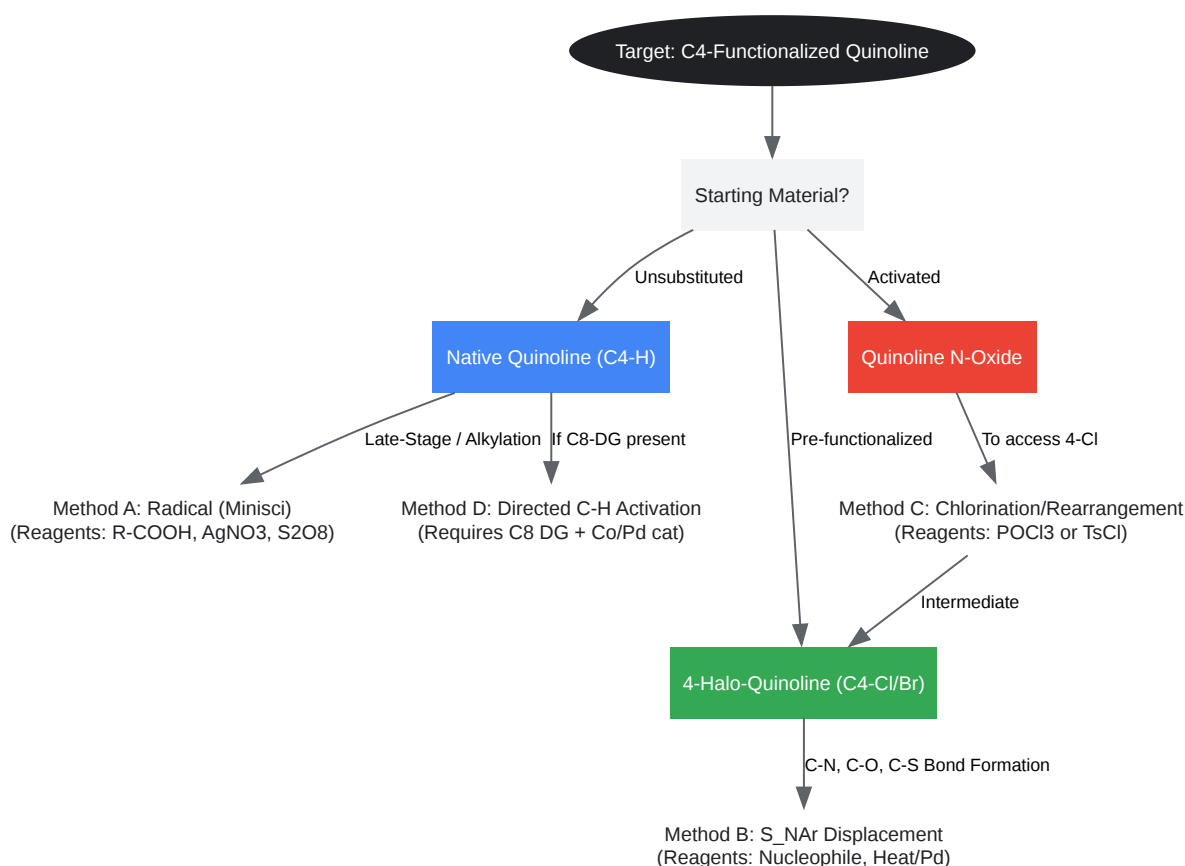 Target: C4-Functionalized Quinoline
Starting Material?
Unsubstituted
Activated
Native Quinoline (C4-H)
Quinoline N-Oxide
Late-Stage / Alkylation
If C8-DG present
Pre-functionalized
To access 4-Cl
Method A: Radical (Minisci)
(Reagents: R-COOH, AgNO3, S2O8)
Method D: Directed C-H Activation
(Requires C8 DG + Co/Pd cat)
Method C: Chlorination/Rearrangement
(Reagents: POCl3 or TsCl)
Intermediate
4-Halo-Quinoline (C4-Cl/Br)
C-N, C-O, C-S Bond Formation
Method B: S_NAr Displacement
(Reagents: Nucleophile, Heat/Pd)